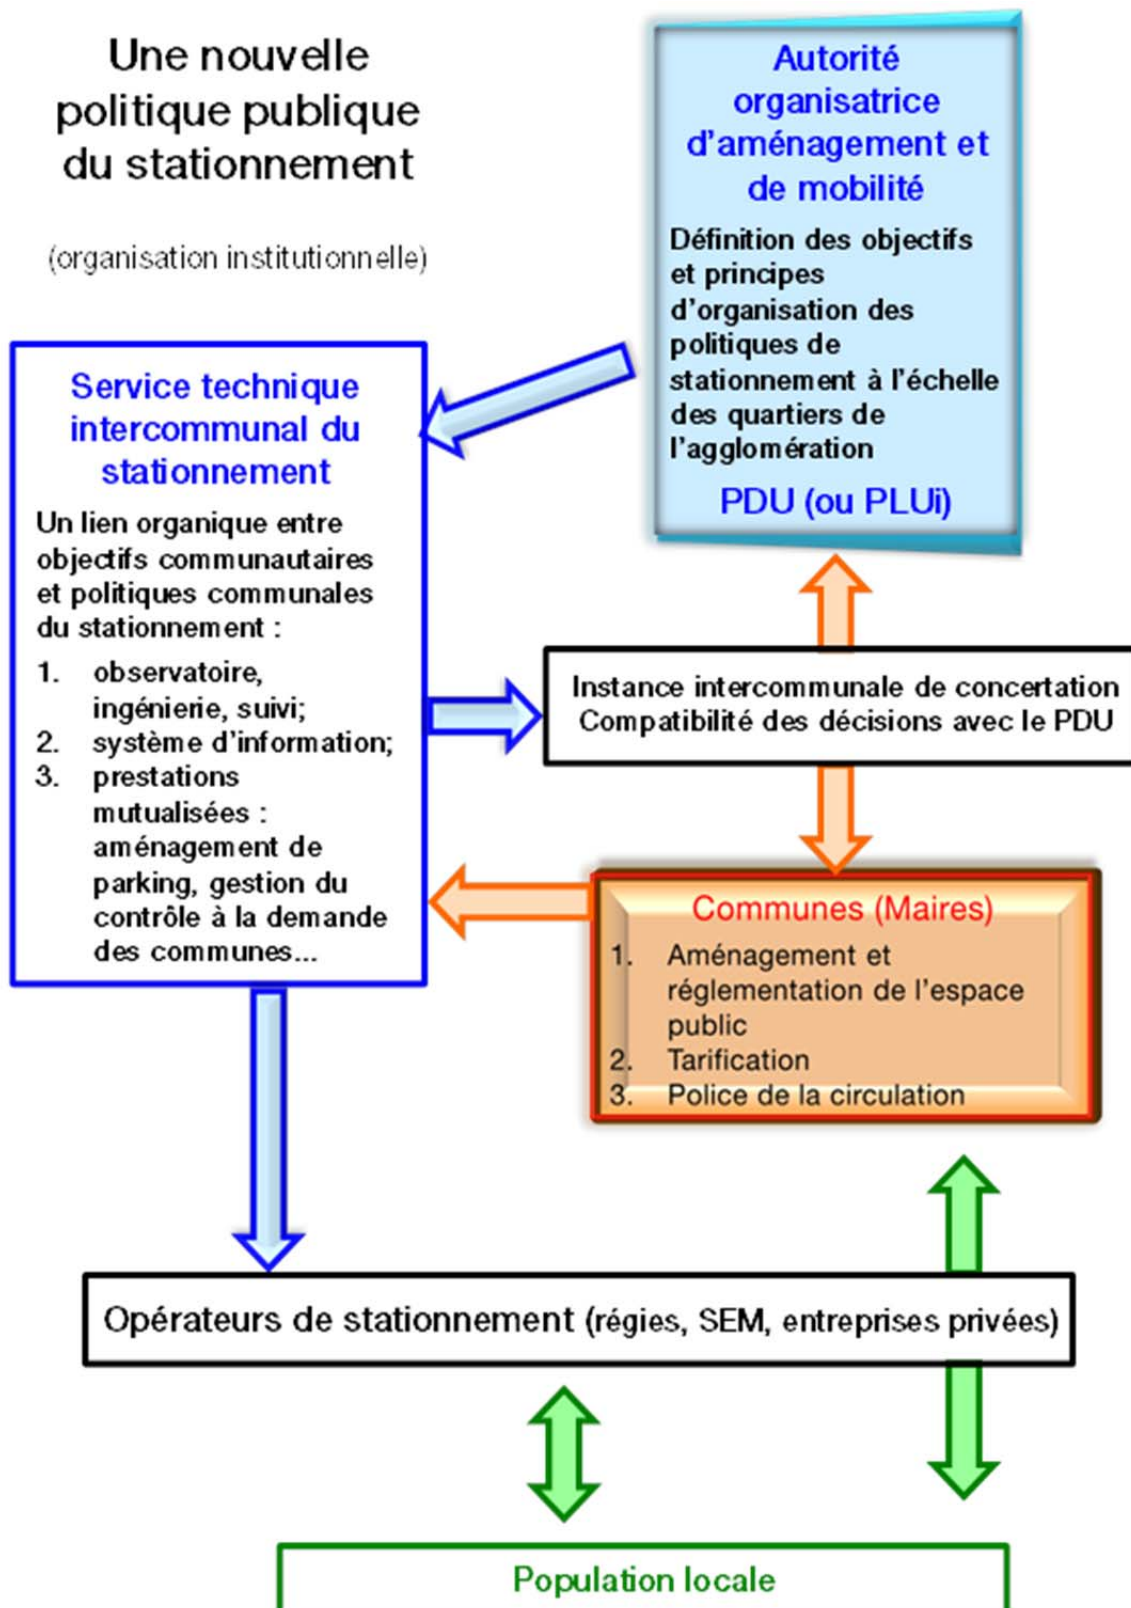 Une nouvelle
politique publique
du stationnement
(organisation institutionnelle)
Autorité
organisatrice
d'aménagement et
de mobilité
Définition des objectifs
et principes
d'organisation des
politiques de
stationnement à l'échelle
des quartiers de
l'agglomération
PDU (ou PLUi)
Service technique
intercommunal du
stationnement
Un lien organique entre
objectifs communautaires
et politiques communales
du stationnement :
1. observatoire,
ingénierie, suivi;
2. système d'information;
3. prestations
mutualisées :
aménagement de
parking, gestion du
contrôle à la demande
des communes...
Instance intercommunale de concertation
Compatibilité des décisions avec le PDU
Communes (Maires)
1. Aménagement et
réglementation de l'espace
public
2. Tarification
3. Police de la circulation
Opérateurs de stationnement (régies, SEM, entreprises privées)
Population locale